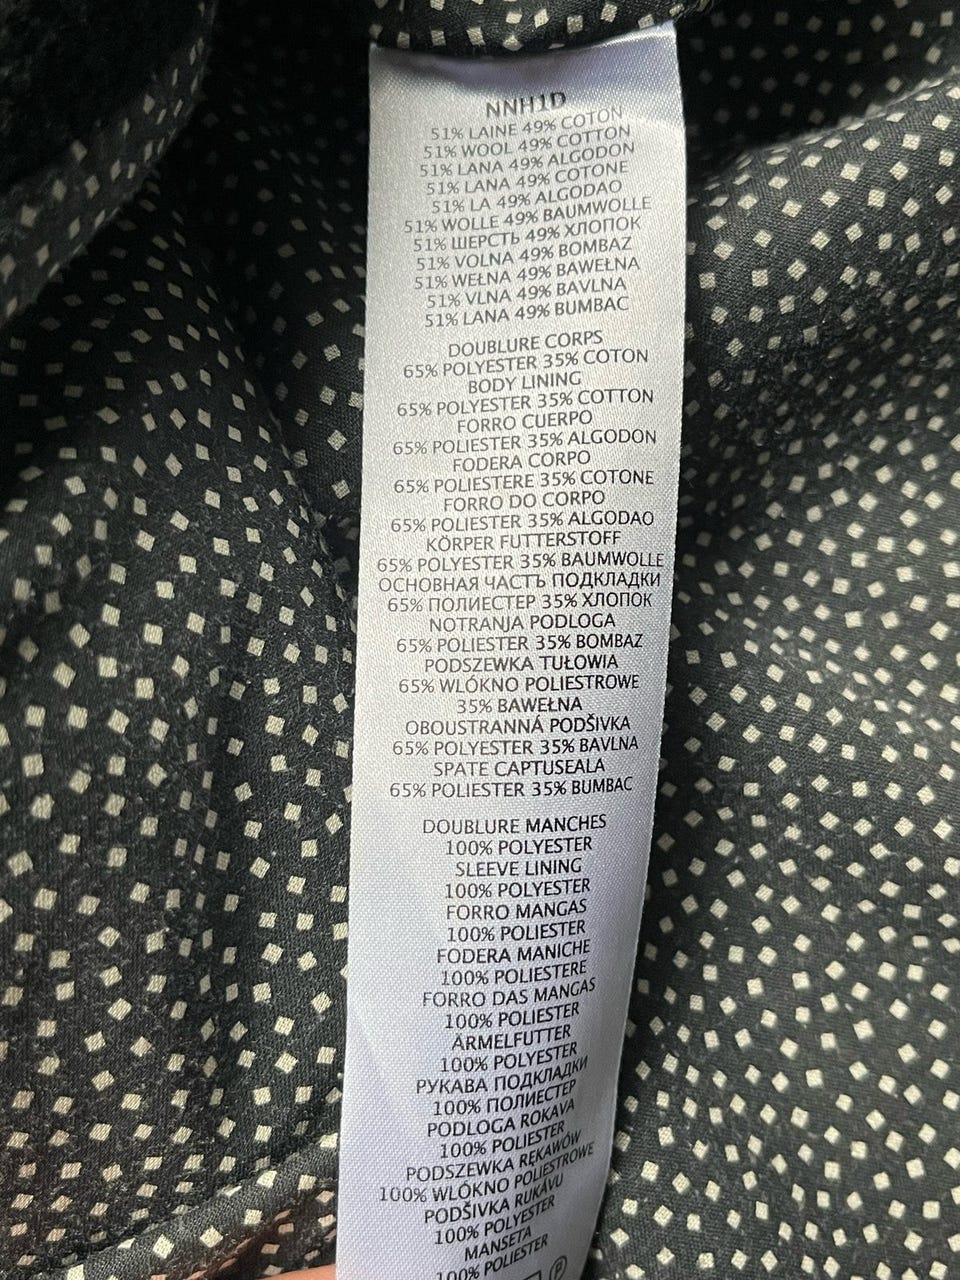 NNH1D
51% LAINE 49% COTON
51% WOOL 49% COTTON
51% LANA 49% ALGODON
51% LANA 49% COTONE
51% LA 49% ALGODAO
51% WOLLE 49% BAUMWOLLE
51% ШЕРСТЬ 49% ХЛОПОК
51% VOLNA 49% BOMBAZ
51% WEŁNA 49% BAWEŁNA
51% VLNA 49% BAVLNA
51% LANA 49% BUMBAC
DOUBLURE CORPS
65% POLYESTER 35% COTON
BODY LINING
65% POLYESTER 35% COTTON
FORRO CUERPO
65% POLIESTER 35% ALGODON
FODERA CORPO
65% POLIESTERE 35% COTONE
FORRO DO CORPO
65% POLIESTER 35% ALGODAO
KÖRPER FUTTERSTOFF
65% POLYESTER 35% BAUMWOLLE
ОСНОВНАЯ ЧАСТЬ ПОДКЛАДКИ
65% ПОЛИЕСТЕР 35% ХЛОПОК
NOTRANJA PODLOGA
65% POLIESTER 35% BOMBAZ
PODSZEWKA TUŁOWIA
65% WLÓKNO POLIESTROWE
35% BAWEŁNA
OBOUSTRANNÁ PODŠIVKA
65% POLYESTER 35% BAVLNA
SPATE CAPTUSEALA
65% POLIESTER 35% BUMBAC
DOUBLURE MANCHES
100% POLYESTER
SLEEVE LINING
100% POLYESTER
FORRO MANGAS
100% POLIESTER
FODERA MANICHE
100% POLIESTERE
FORRO DAS MANGAS
100% POLIESTER
ÄRMELFUTTER
100% POLYESTER
РУКАВА ПОДКЛАДКИ
100% ПОЛИЕСТЕР
PODLOGA ROKAVA
100% POLIESTER
PODSZEWKA RĘKAWÓW
100% WLÓKNO POLIESTROWE
PODŠIVKA RUKÁVU
100% POLYESTER
MANSETA
100% POLIESTER
P